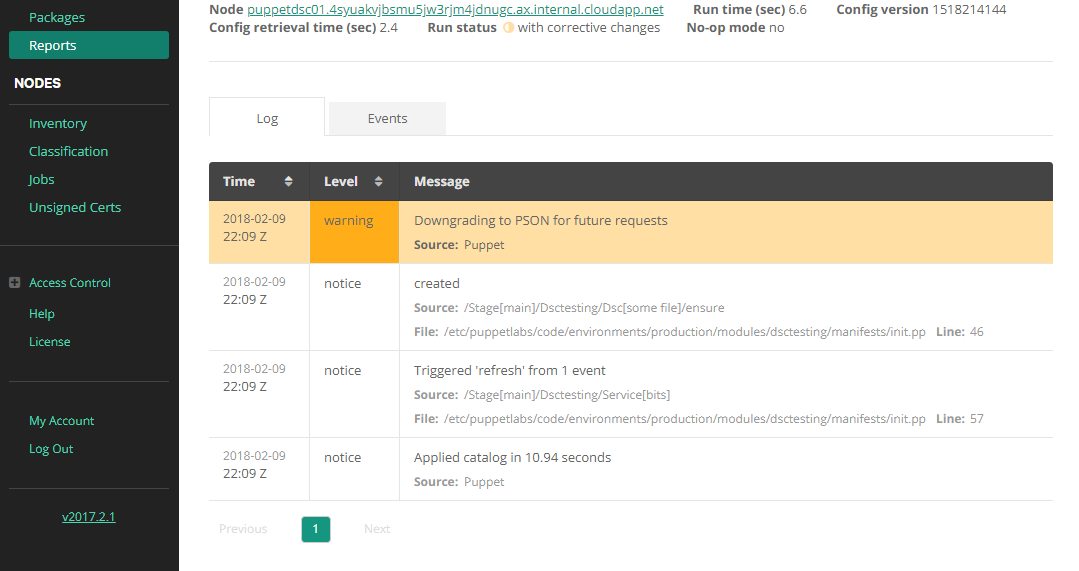 Packages
Reports
NODES
Inventory
Classification
Jobs
Unsigned Certs
Access Control
Help
License
My Account
Log Out
v2017.2.1
Node puppetdsc01.4syuakvjbsmu5jw3rjm4jdnugc.ax.internal.cloudapp.net Run time (sec) 6.6 Config version 1518214144
Config retrieval time (sec) 2.4 Run status with corrective changes No-op mode no
Log Events
Time Level Message
2018-02-09 warning Downgrading to PSON for future requests
22:09 Z
Source: Puppet
2018-02-09 notice created
22:09 Z
Source: /Stage[main]/Dsctesting/Dsc[some file]/ensure
File: /etc/puppetlabs/code/environments/production/modules/dsctesting/manifests/init.pp Line: 46
2018-02-09 notice Triggered 'refresh' from 1 event
22:09 Z
Source: /Stage[main]/Dsctesting/Service[bits]
File: /etc/puppetlabs/code/environments/production/modules/dsctesting/manifests/init.pp Line: 57
2018-02-09 notice Applied catalog in 10.94 seconds
22:09 Z
Source: Puppet
Previous 1 Next